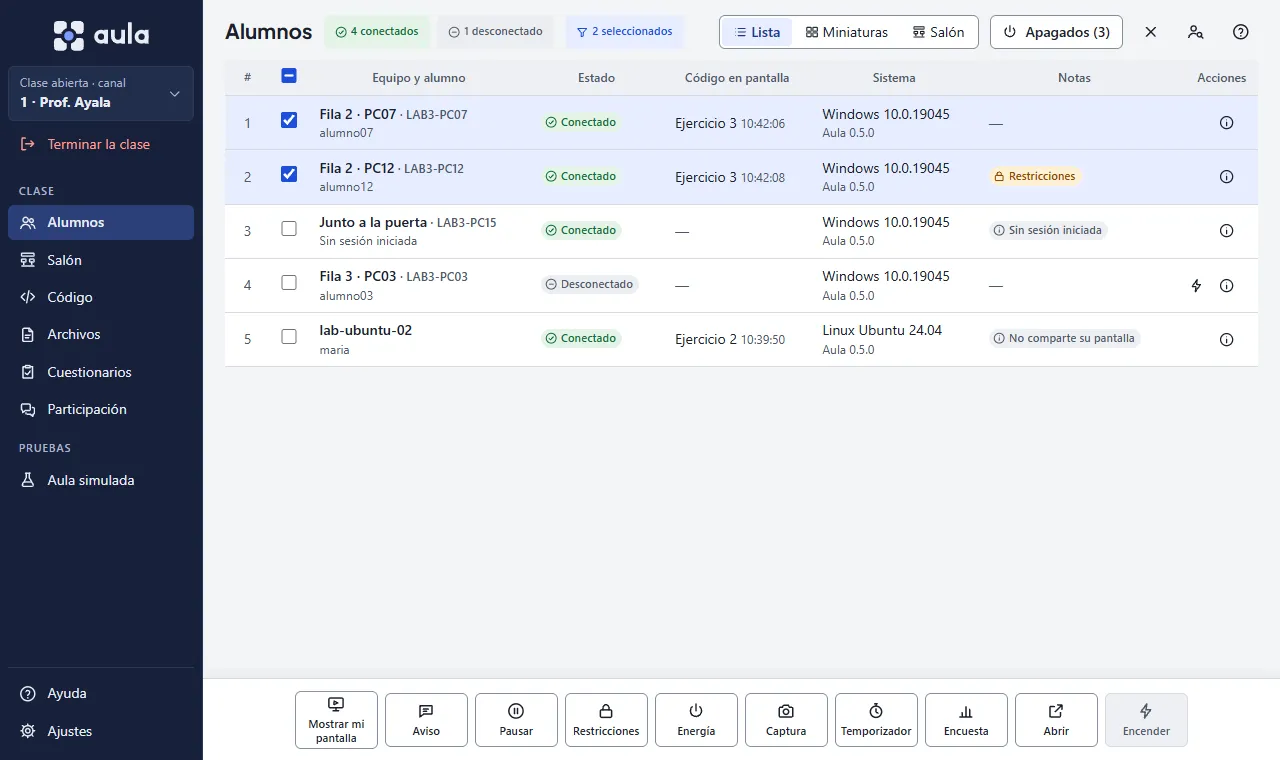 aula
Clase abierta · canal
1 · Prof. Ayala
Terminar la clase
CLASE
Alumnos
Salón
Código
Archivos
Cuestionarios
Participación
PRUEBAS
Aula simulada
Ayuda
Ajustes
Alumnos
4 conectados
1 desconectado
2 seleccionados
Lista
Miniaturas
Salón
Apagados (3)
# Equipo y alumno Estado Código en pantalla Sistema Notas Acciones
1 Fila 2 · PC07 · LAB3-PC07 Conectado Ejercicio 3 10:42:06 Windows 10.0.19045 —
alumno07 Aula 0.5.0
2 Fila 2 · PC12 · LAB3-PC12 Conectado Ejercicio 3 10:42:08 Windows 10.0.19045 Restricciones
alumno12 Aula 0.5.0
3 Junto a la puerta · LAB3-PC15 Conectado — Windows 10.0.19045 Sin sesión iniciada
Sin sesión iniciada Aula 0.5.0
4 Fila 3 · PC03 · LAB3-PC03 Desconectado — Windows 10.0.19045 —
alumno03 Aula 0.5.0
5 lab-ubuntu-02 Conectado Ejercicio 2 10:39:50 Linux Ubuntu 24.04 No comparte su pantalla
maria Aula 0.5.0
Mostrar mi
pantalla
Aviso
Pausar
Restricciones
Energía
Captura
Temporizador
Encuesta
Abrir
Encender